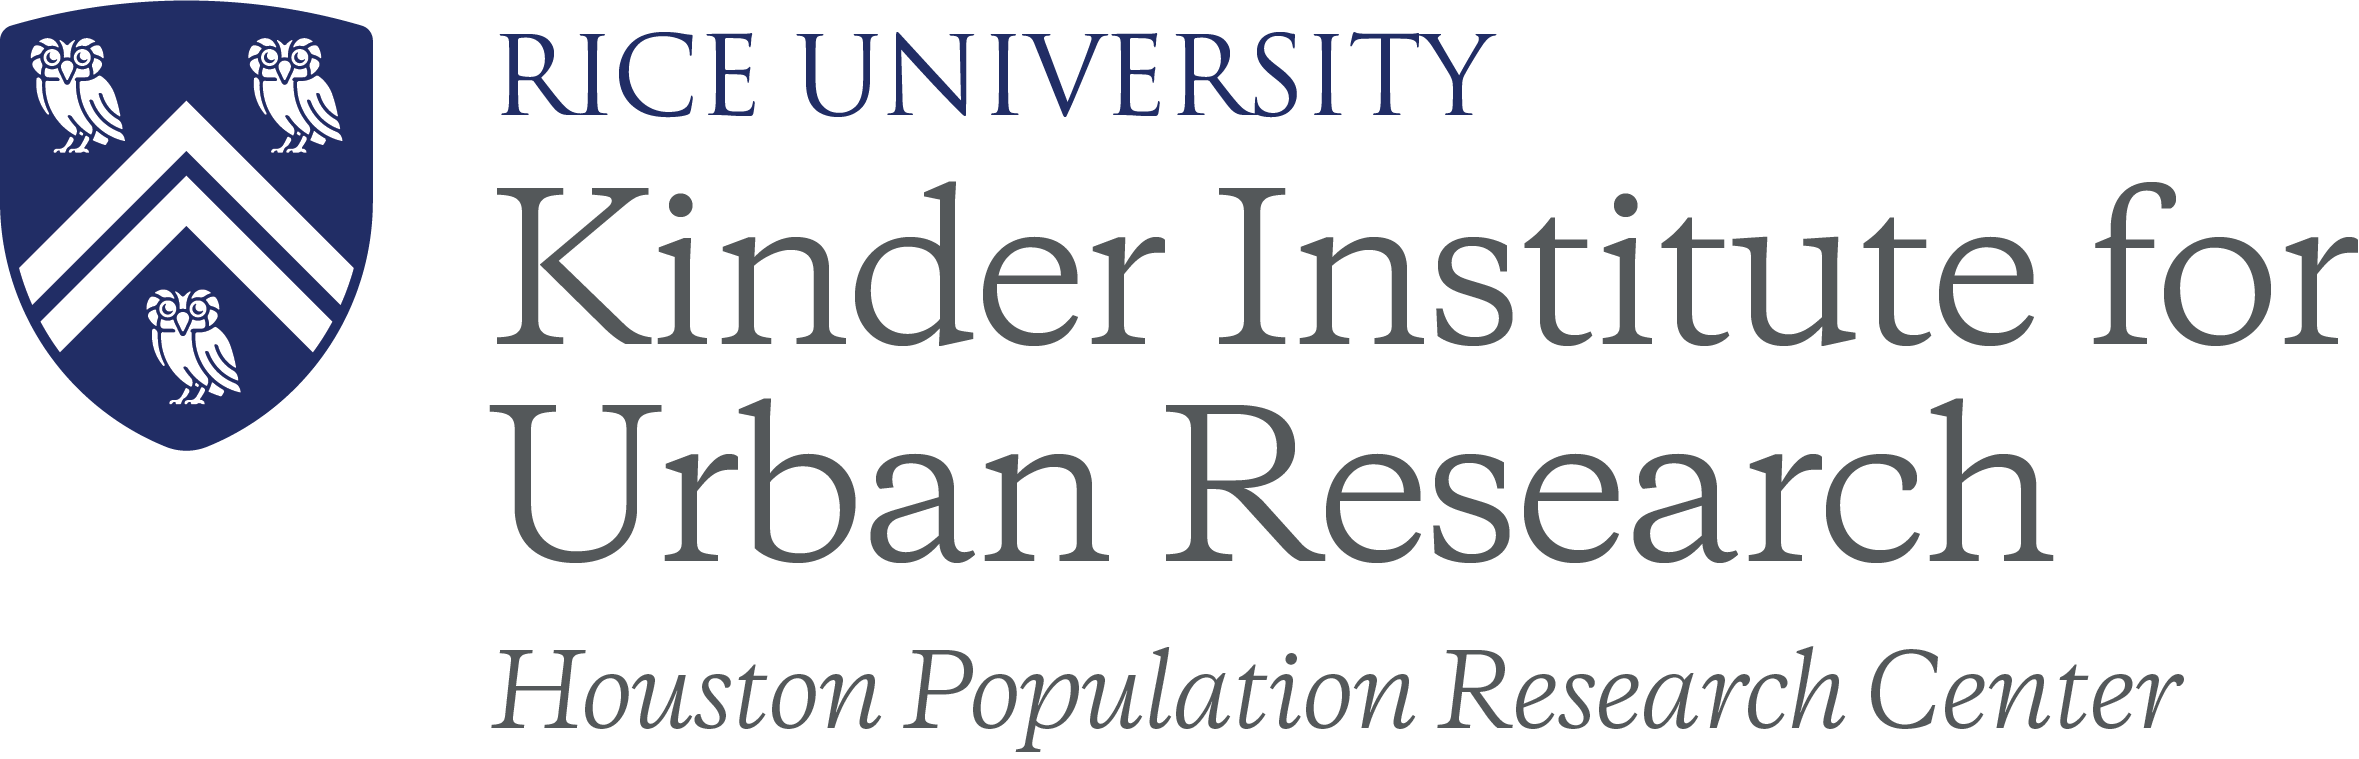 RICE UNIVERSITY
Kinder Institute for
Urban Research
Houston Population Research Center